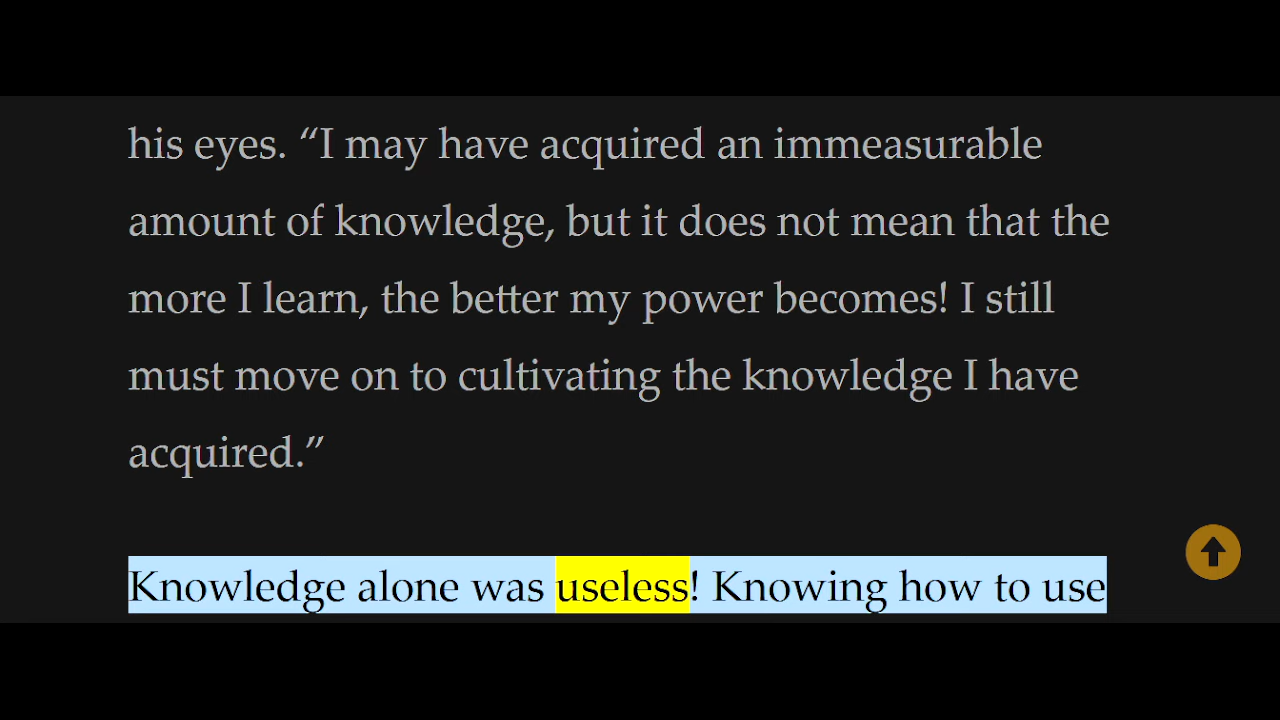 his eyes. “I may have acquired an immeasurable
amount of knowledge, but it does not mean that the
more I learn, the better my power becomes! I still
must move on to cultivating the knowledge I have
acquired.”
Knowledge alone was useless! Knowing how to use